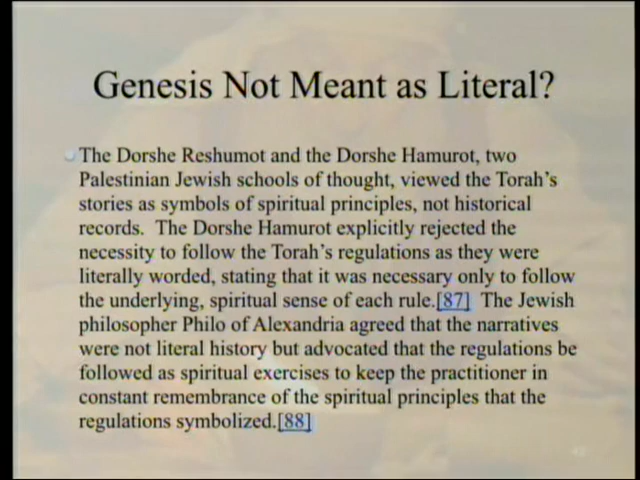 Genesis Not Meant as Literal?
The Dorshe Reshumot and the Dorshe Hamurot, two
Palestinian Jewish schools of thought, viewed the Torah's
stories as symbols of spiritual principles, not historical
records.  The Dorshe Hamurot explicitly rejected the
necessity to follow the Torah's regulations as they were
literally worded, stating that it was necessary only to follow
the underlying, spiritual sense of each rule.[87]  The Jewish
philosopher Philo of Alexandria agreed that the narratives
were not literal history but advocated that the regulations be
followed as spiritual exercises to keep the practitioner in
constant remembrance of the spiritual principles that the
regulations symbolized.[88]